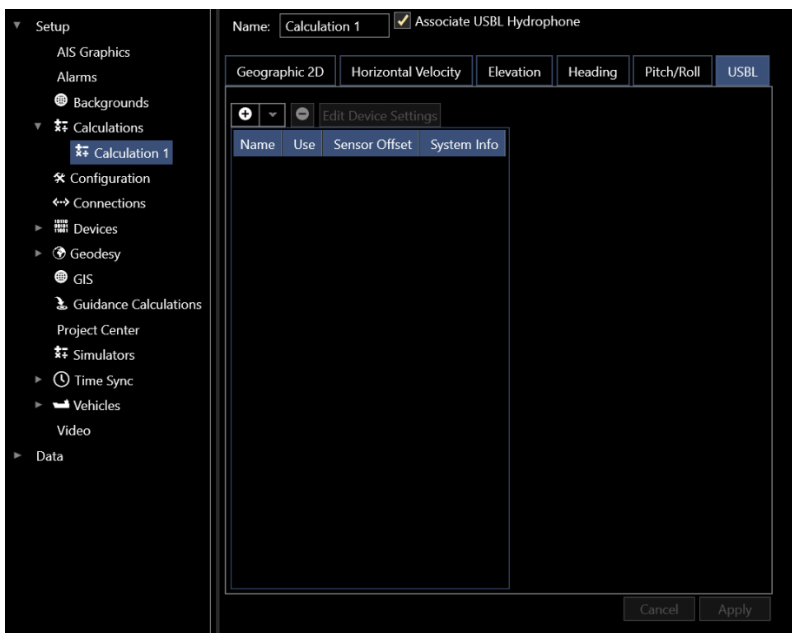 Setup
AIS Graphics
Alarms
Backgrounds
Calculations
Calculation 1
Configuration
Connections
Devices
Geodesy
GIS
Guidance Calculations
Project Center
Simulators
Time Sync
Vehicles
Video
Data
Name: Calculation 1 Associate USBL Hydrophone
Geographic 2D Horizontal Velocity Elevation Heading Pitch/Roll USBL
Edit Device Settings
Name Use Sensor Offset System Info
Cancel Apply